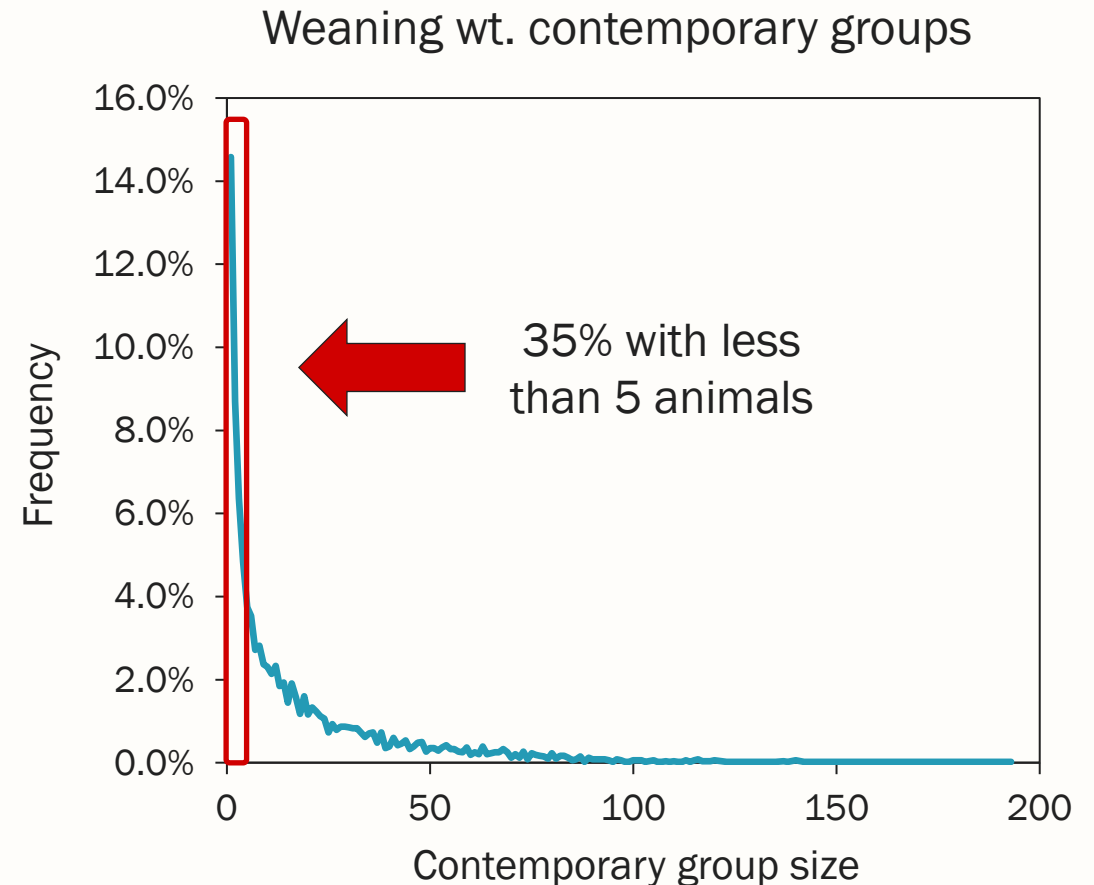 Weaning wt. contemporary groups
16.0%
14.0%
12.0%
10.0%
8.0%
6.0%
4.0%
2.0%
0.0%
Frequency
35% with less
than 5 animals
0 50 100 150 200
Contemporary group size